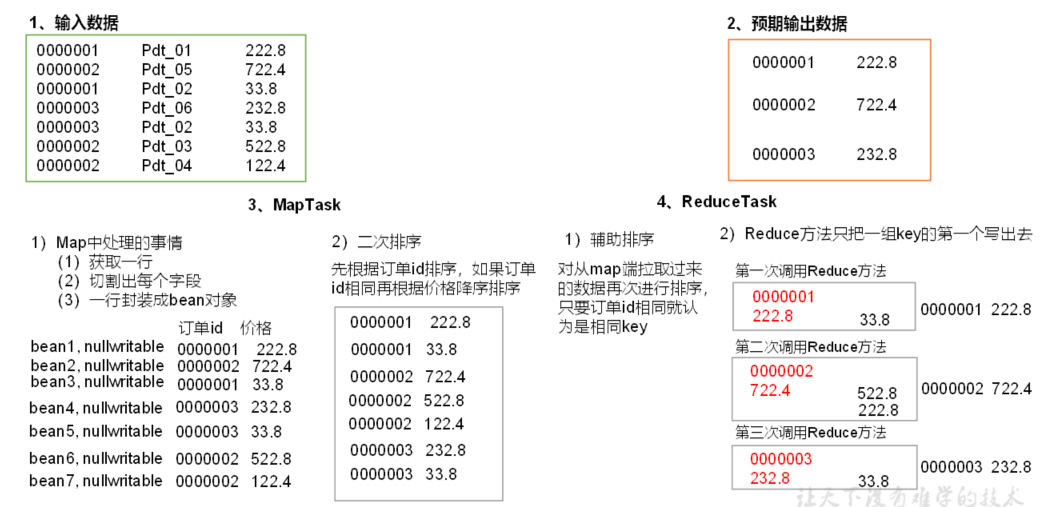 1、输入数据
0000001 Pdt_01 222.8
0000002 Pdt_05 722.4
0000001 Pdt_02 33.8
0000003 Pdt_06 232.8
0000003 Pdt_02 33.8
0000002 Pdt_03 522.8
0000002 Pdt_04 122.4
2、预期输出数据
0000001 222.8
0000002 722.4
0000003 232.8
3、MapTask
1）Map中处理的事情
（1）获取一行
（2）切割出每个字段
（3）一行封装成bean对象
订单id 价格
bean1, nullwritable 0000001 222.8
bean2, nullwritable 0000002 722.4
bean3, nullwritable 0000001 33.8
bean4, nullwritable 0000003 232.8
bean5, nullwritable 0000003 33.8
bean6, nullwritable 0000002 522.8
bean7, nullwritable 0000002 122.4
2）二次排序
先根据订单id排序，如果订单
id相同再根据价格降序排序
0000001 222.8
0000001 33.8
0000002 722.4
0000002 522.8
0000002 122.4
0000003 232.8
0000003 33.8
4、ReduceTask
1）辅助排序
对从map端拉取过来
的数据再次进行排序，
只要订单id相同就认
为是相同key
2）Reduce方法只把一组key的第一个写出去
第一次调用Reduce方法
0000001
222.8 33.8
0000001 222.8
第二次调用Reduce方法
0000002
722.4 522.8
222.8
0000002 722.4
第三次调用Reduce方法
0000003
232.8 33.8
0000003 232.8
让天下没有难学的技术